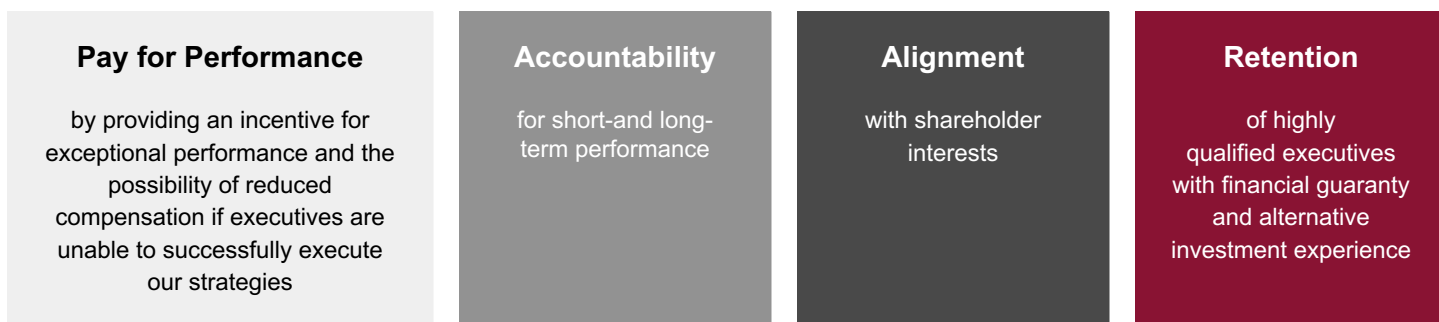 Pay for Performance
by providing an incentive for
exceptional performance and the
possibility of reduced
compensation if executives are
unable to successfully execute
our strategies
Accountability
for short-and long-
term performance
Alignment
with shareholder
interests
Retention
of highly
qualified executives
with financial guaranty
and alternative
investment experience